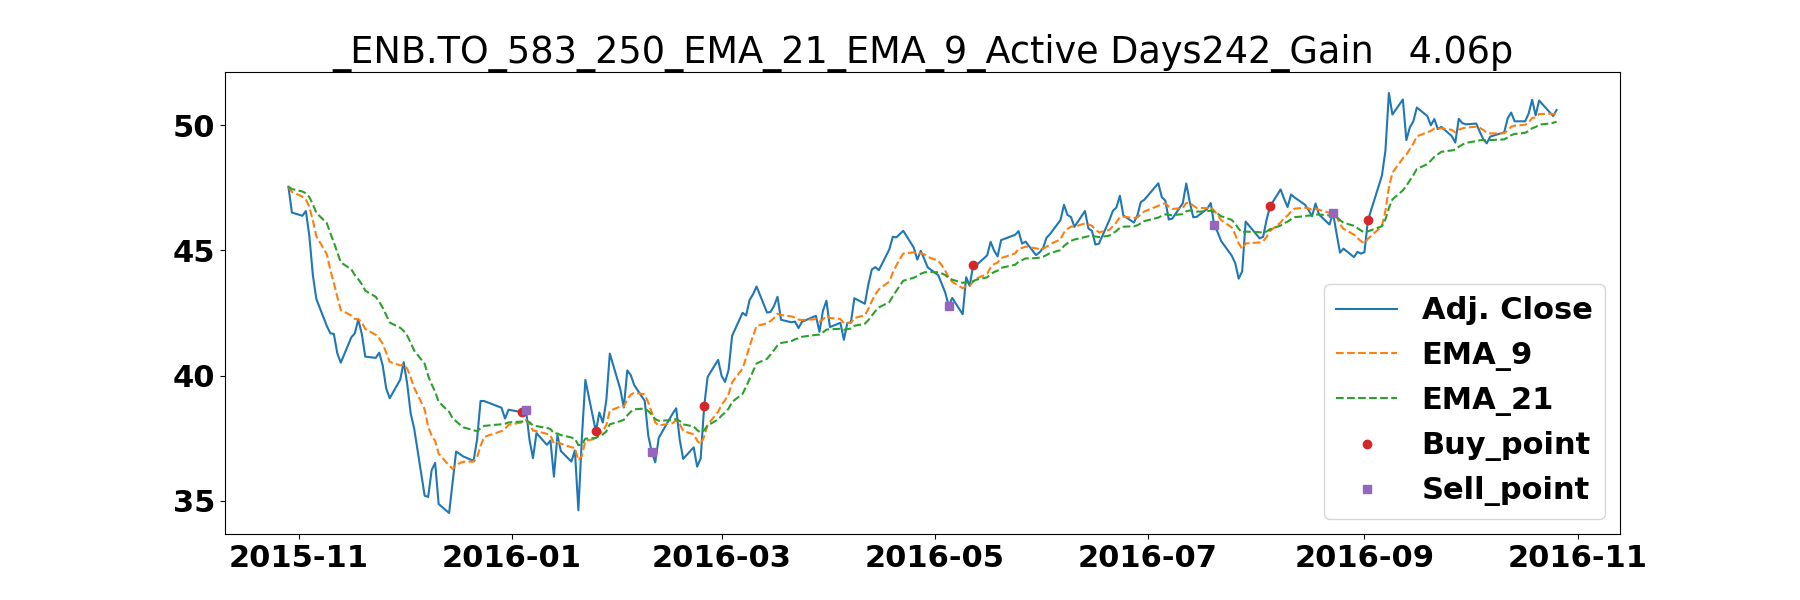 _ENB.TO_583_250_EMA_21_EMA_9_Active Days242_Gain   4.06p
50
45
40
35
Adj. Close
EMA_9
EMA_21
Buy_point
Sell_point
2015-11 2016-01 2016-03 2016-05 2016-07 2016-09 2016-11